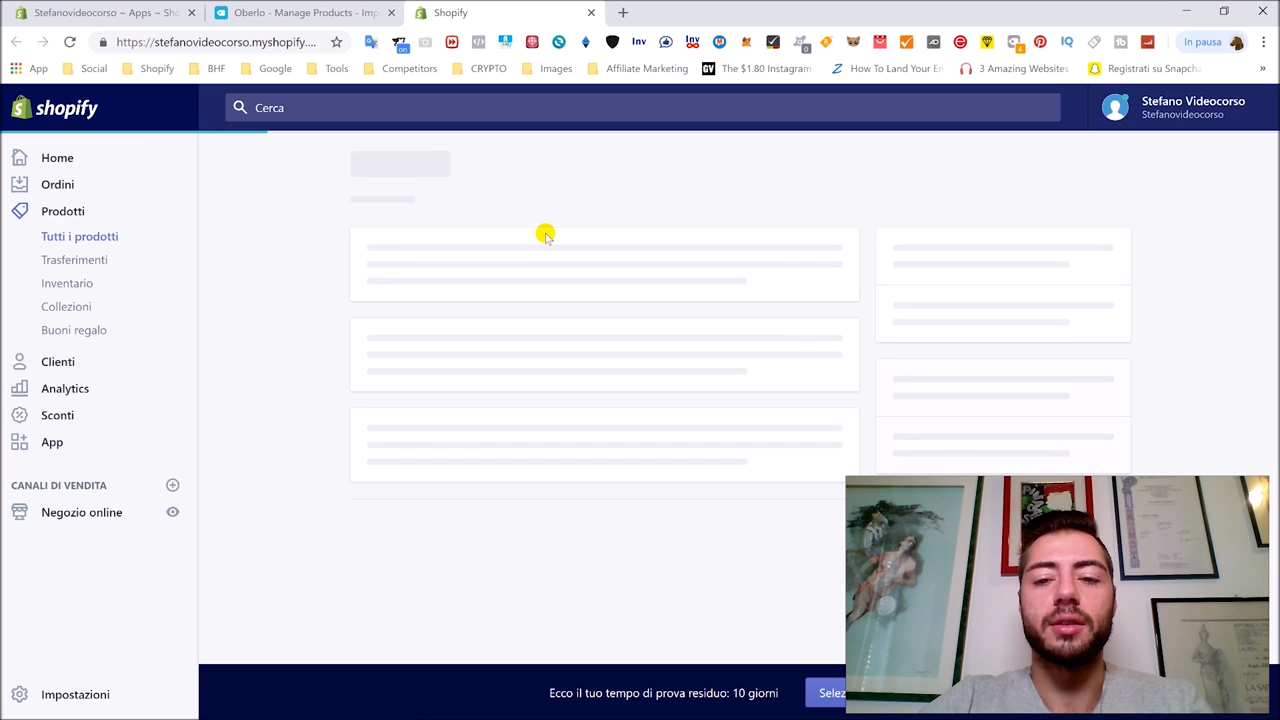 Stefanovideocorso ~ Apps ~ Sho
Oberlo - Manage Products - Imp
Shopify
https://stefanovideocorso.myshopify....
In pausa
App
Social
Shopify
BHF
Google
Tools
Competitors
CRYPTO
Images
Affiliate Marketing
The $1.80 Instagram
How To Land Your En
3 Amazing Websites
Registrati su Snapcha
shopify
Cerca
Stefano Videocorso
Stefanovideocorso
Home
Ordini
Prodotti
Tutti i prodotti
Trasferimenti
Inventario
Collezioni
Buoni regalo
Clienti
Analytics
Sconti
App
CANALI DI VENDITA
Negozio online
Impostazioni
Ecco il tuo tempo di prova residuo: 10 giorni
Selez